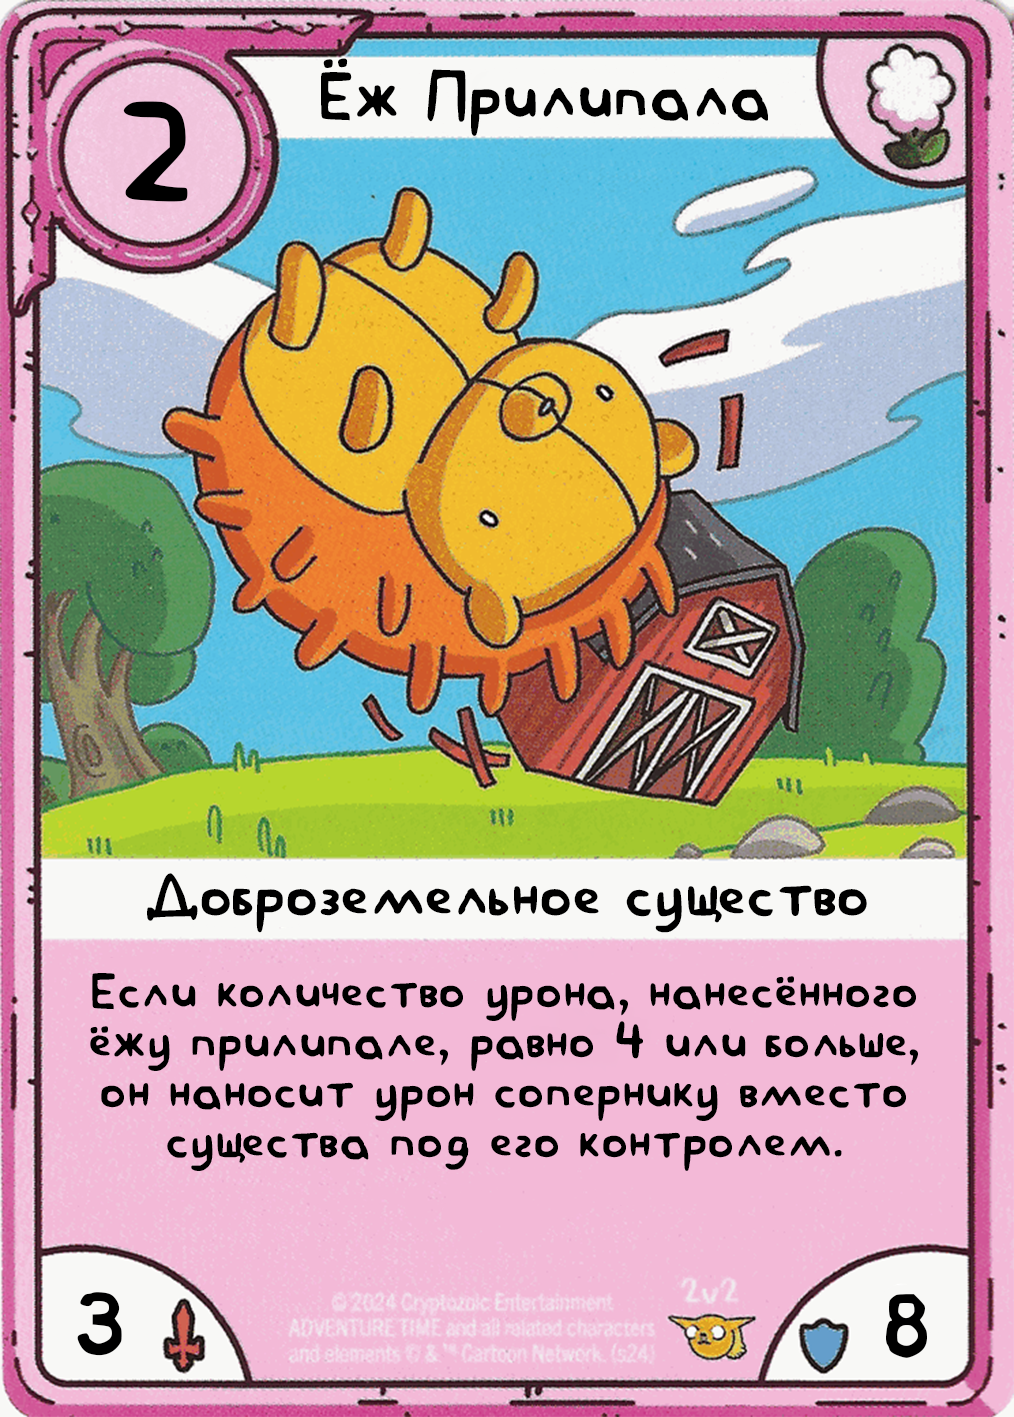 2
Ёж Прилипала
Доброземельное существо
Если количество урона, нанесённого
ёжу прилипале, равно 4 или больше,
он наносит урон сопернику вместо
существа под его контролем.
3
© 2024 Cryptozoic Entertainment
ADVENTURE TIME and all related characters
and elements © & ™ Cartoon Network. (s24)
2v2
8